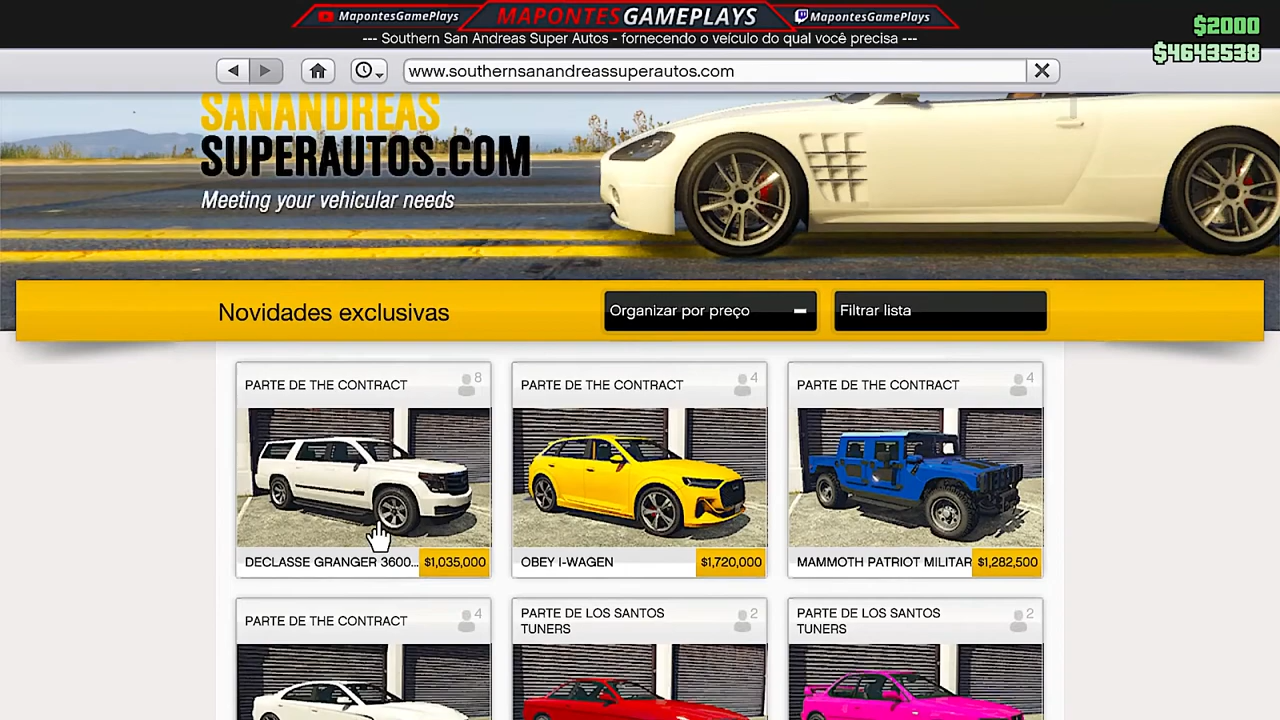 MapontesGamePlays
MAPONTESGAMEPLAYS
MapontesGamePlays
$2000
--- Southern San Andreas Super Autos - fornecendo o veículo do qual você precisa ---
$4643538
www.southernsanandreassuperautos.com
SANANDREAS
SUPERAUTOS.COM
Meeting your vehicular needs
Novidades exclusivas
Organizar por preço
Filtrar lista
PARTE DE THE CONTRACT
8
PARTE DE THE CONTRACT
4
PARTE DE THE CONTRACT
4
DECLASSE GRANGER 3600...
$1,035,000
OBEY I-WAGEN
$1,720,000
MAMMOTH PATRIOT MILITAR
$1,282,500
PARTE DE THE CONTRACT
4
PARTE DE LOS SANTOS
TUNERS
2
PARTE DE LOS SANTOS
TUNERS
2